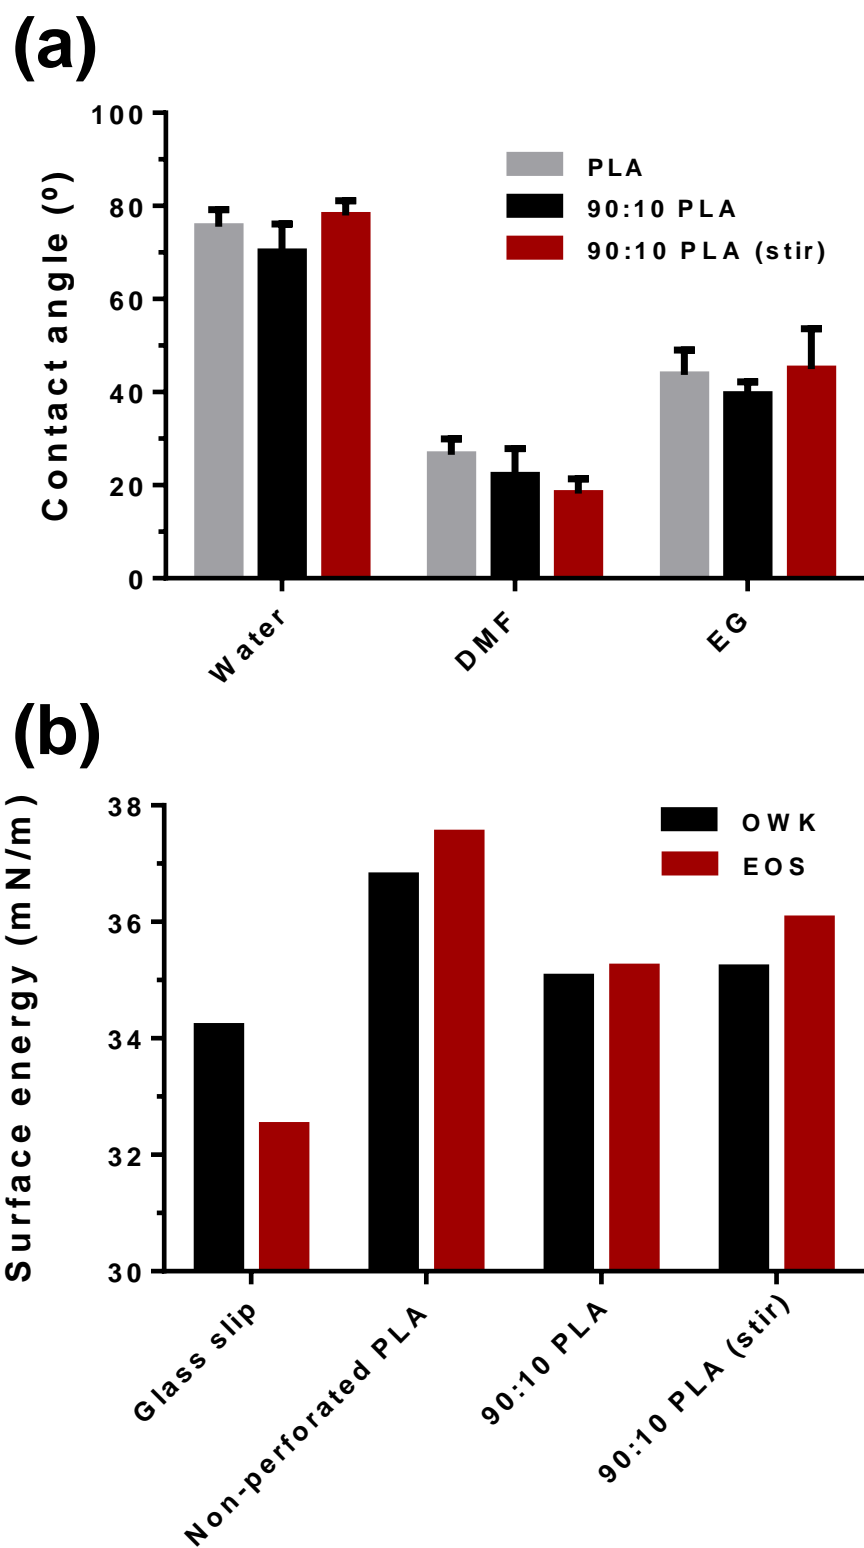 (a)
Contact angle (º)
100
80
60
40
20
0
PLA
90:10 PLA
90:10 PLA (stir)
Water
DMF
EG
(b)
Surface energy (mN/m)
38
36
34
32
30
OWK
EOS
Glass slip
Non-perforated PLA
90:10 PLA
90:10 PLA (stir)